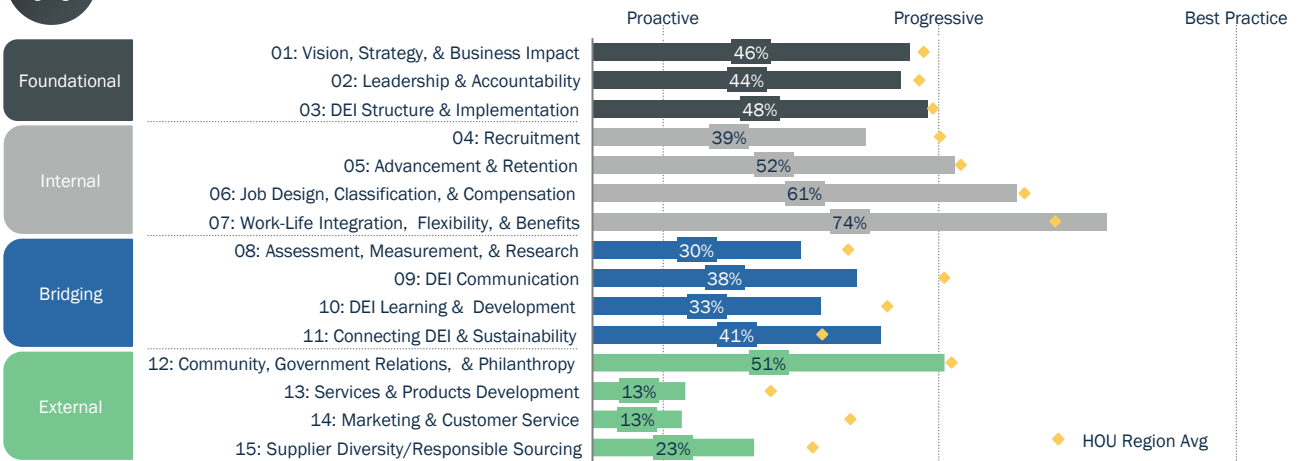 Proactive Progressive Best Practice
Foundational
01: Vision, Strategy, & Business Impact 46%
02: Leadership & Accountability 44%
03: DEI Structure & Implementation 48%
Internal
04: Recruitment 39%
05: Advancement & Retention 52%
06: Job Design, Classification, & Compensation 61%
07: Work-Life Integration, Flexibility, & Benefits 74%
Bridging
08: Assessment, Measurement, & Research 30%
09: DEI Communication 38%
10: DEI Learning & Development 33%
11: Connecting DEI & Sustainability 41%
External
12: Community, Government Relations, & Philanthropy 51%
13: Services & Products Development 13%
14: Marketing & Customer Service 13%
15: Supplier Diversity/Responsible Sourcing 23%
HOU Region Avg